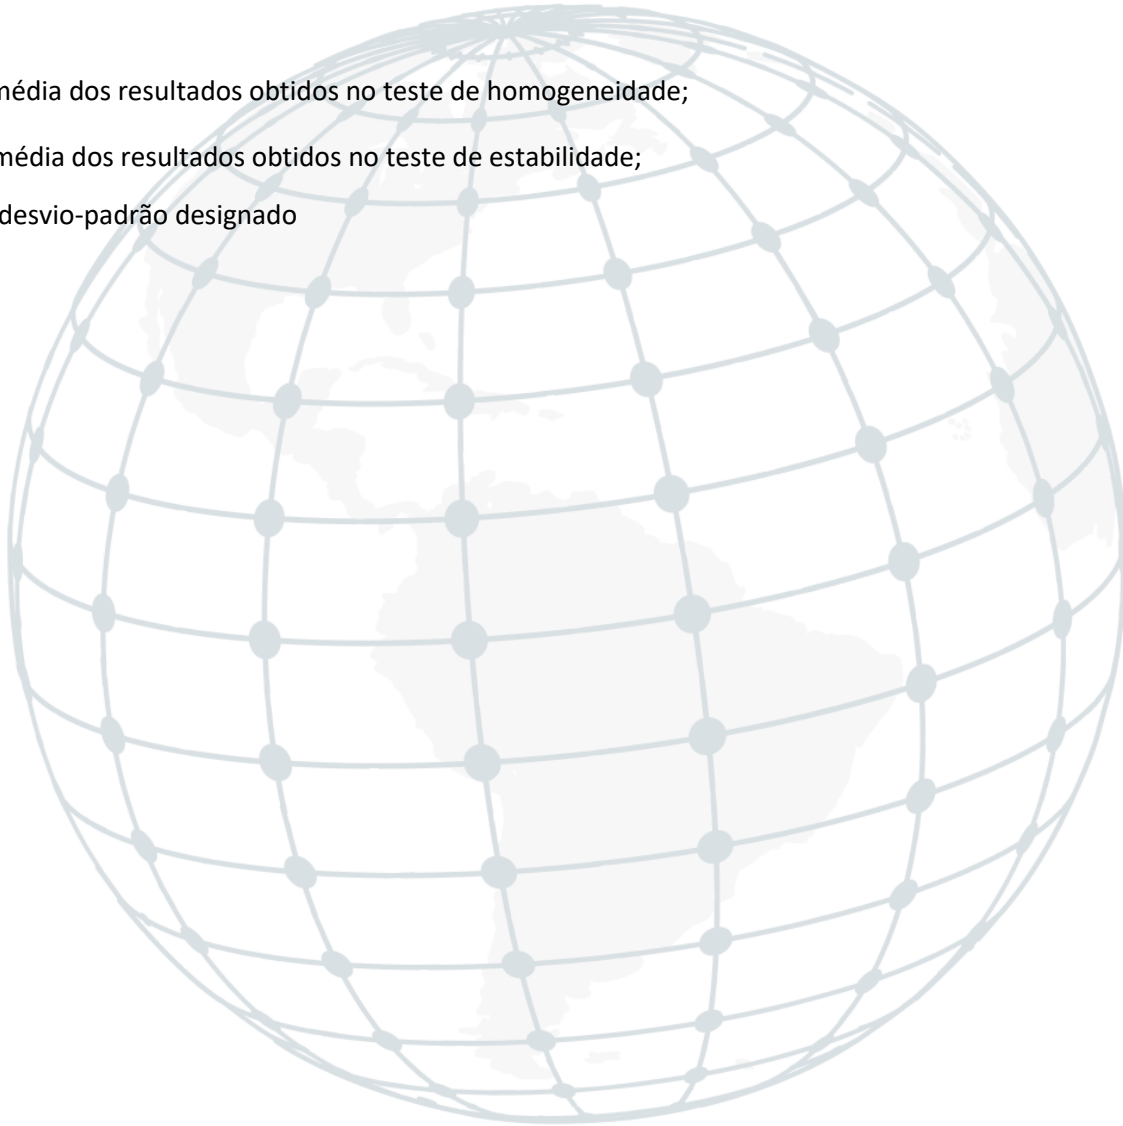 média dos resultados obtidos no teste de homogeneidade;
média dos resultados obtidos no teste de estabilidade;
desvio-padrão designado